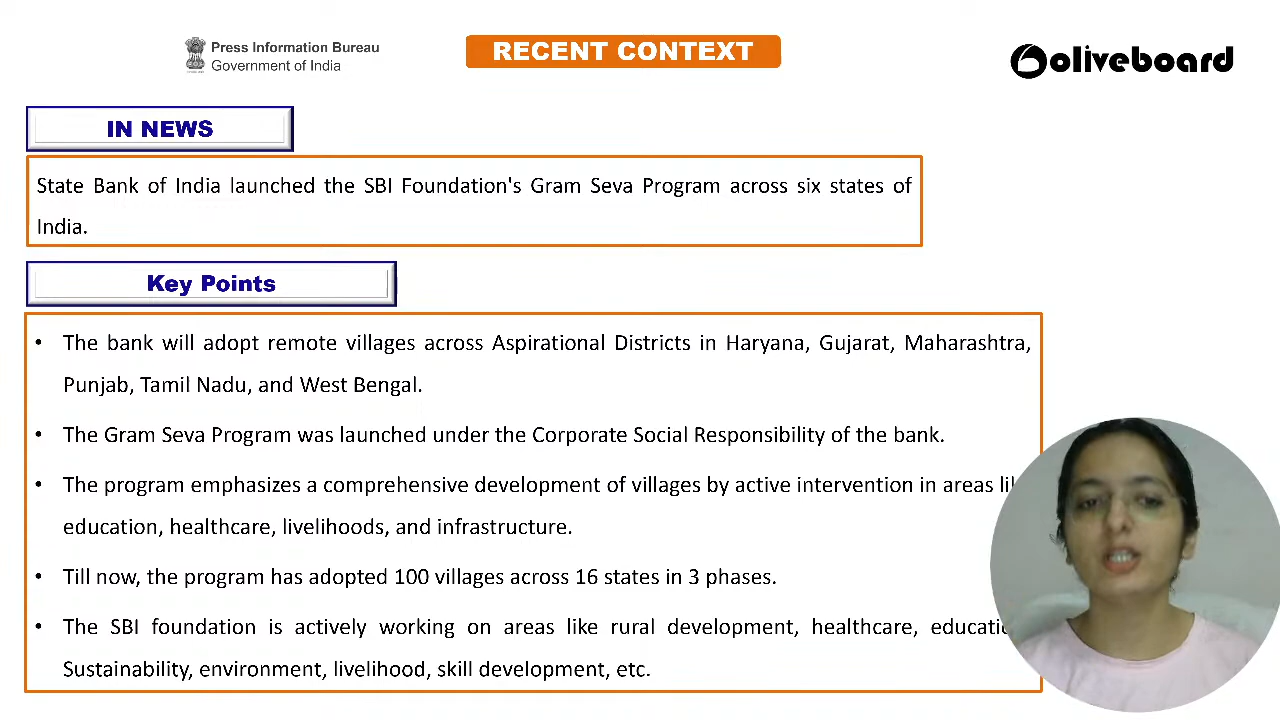 Press Information Bureau
Government of India
RECENT CONTEXT
oliveboard
IN NEWS
State Bank of India launched the SBI Foundation's Gram Seva Program across six states of
India.
Key Points
• The bank will adopt remote villages across Aspirational Districts in Haryana, Gujarat, Maharashtra,
Punjab, Tamil Nadu, and West Bengal.
• The Gram Seva Program was launched under the Corporate Social Responsibility of the bank.
• The program emphasizes a comprehensive development of villages by active intervention in areas
education, healthcare, livelihoods, and infrastructure.
• Till now, the program has adopted 100 villages across 16 states in 3 phases.
• The SBI foundation is actively working on areas like rural development, healthcare,
Sustainability, environment, livelihood, skill development, etc.